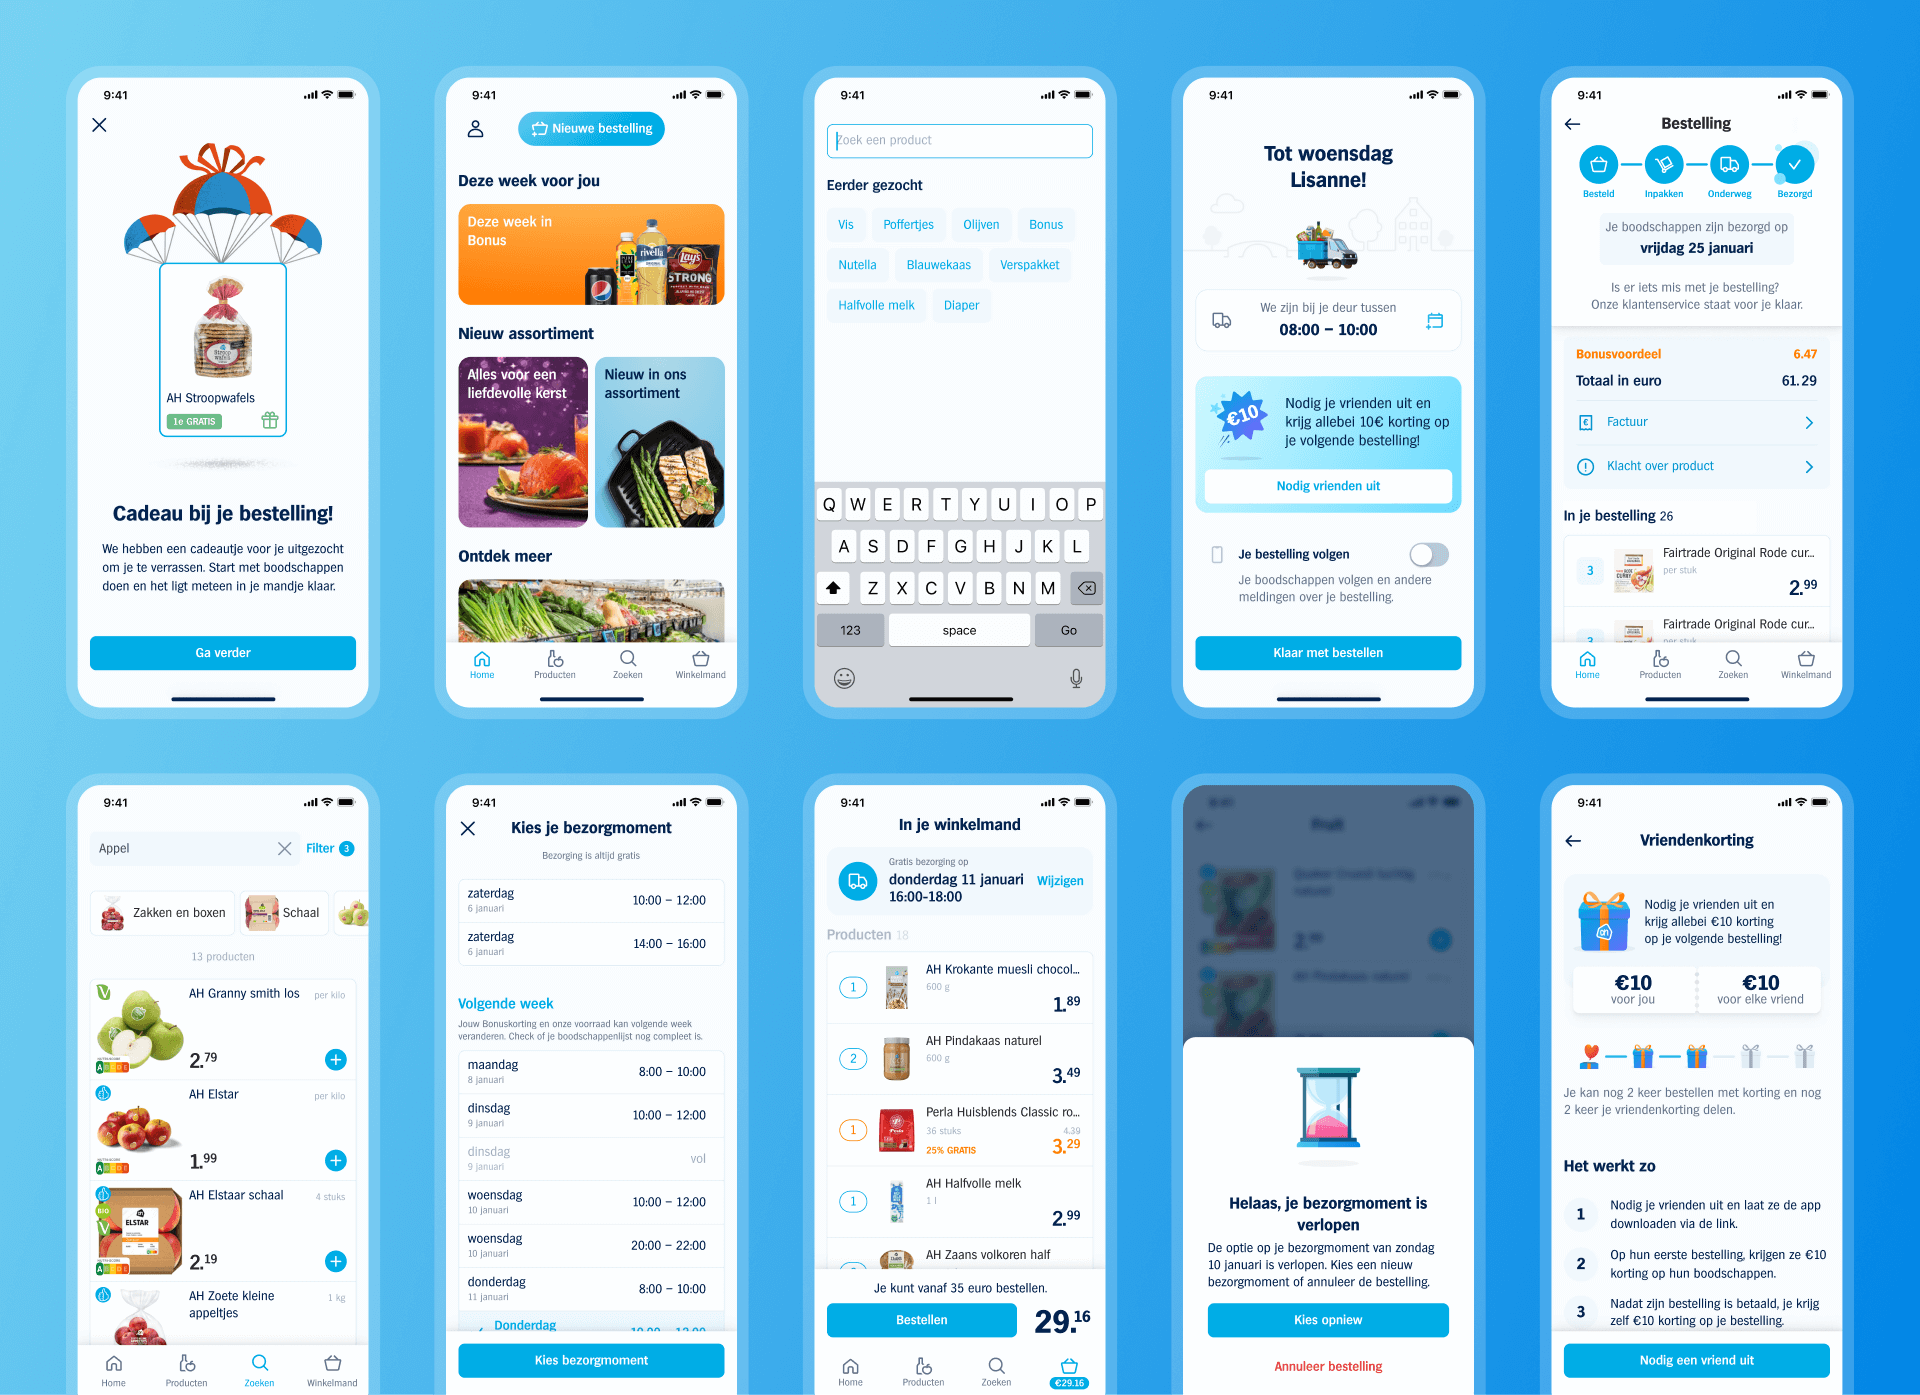 9:41
AH Stroopwafels
1e GRATIS
Cadeau bij je bestelling!
We hebben een cadeautje voor je uitgezocht
om je te verrassen. Start met boodschappen
doen en het ligt meteen in je mandje klaar.
Ga verder
9:41
Nieuwe bestelling
Deze week voor jou
Deze week in
Bonus
rivella
Lay's
STRONG
Nieuw assortiment
Alles voor een
liefdevolle kerst
Nieuw in ons
assortiment
Ontdek meer
Home
Producten
Zoeken
Winkelmand
9:41
Zoek een product
Eerder gezocht
Vis
Poffertjes
Olijven
Bonus
Nutella
Blauwekaas
Verspakket
Halfvolle melk
Diaper
Q W E R T Y U I O P
A S D F G H J K L
Z X C V B N M
123
space
Go
9:41
Tot woensdag
Lisanne!
We zijn bij je deur tussen
08:00 – 10:00
€10
Nodig je vrienden uit en
krijg allebei 10€ korting op
je volgende bestelling!
Nodig vrienden uit
Je bestelling volgen
Je boodschappen volgen en andere
meldingen over je bestelling.
Klaar met bestellen
9:41
Bestelling
Besteld
Inpakken
Onderweg
Bezorgd
Je boodschappen zijn bezorgd op
vrijdag 25 januari
Is er iets mis met je bestelling?
Onze klantenservice staat voor je klaar.
Bonusvoordeel 6.47
Totaal in euro 61.29
Factuur
Klacht over product
In je bestelling 26
3
Fairtrade Original Rode cur...
per stuk
2.99
3
Fairtrade Original Rode cur...
per stuk
Home
Producten
Zoeken
Winkelmand
9:41
Appel
Filter 3
Zakken en boxen
Schaal
13 producten
AH Granny smith los
per kilo
2.79
AH Elstar
per kilo
1.99
BIO
ELSTAR
AH Elstaar schaal
4 stuks
2.19
AH Zoete kleine
appeltjes
1 kg
Home
Producten
Zoeken
Winkelmand
9:41
Kies je bezorgmoment
Bezorging is altijd gratis
zaterdag
6 januari
10:00 – 12:00
zaterdag
6 januari
14:00 – 16:00
Volgende week
Jouw Bonuskorting en onze voorraad kan volgende week
veranderen. Check of je boodschappenlijst nog compleet is.
maandag
8 januari
8:00 – 10:00
dinsdag
9 januari
10:00 – 12:00
dinsdag
9 januari
vol
woensdag
10 januari
10:00 – 12:00
woensdag
10 januari
20:00 – 22:00
donderdag
11 januari
8:00 – 10:00
Donderdag
Kies bezorgmoment
9:41
In je winkelmand
Gratis bezorging op
donderdag 11 januari
16:00-18:00
Wijzigen
Producten 18
1
AH Krokante muesli chocol...
600 g
1.89
2
AH Pindakaas naturel
600 g
3.49
1
Perla Huisblends Classic ro...
36 stuks
4.39
25% GRATIS
3.29
1
AH Halfvolle melk
1 l
2.99
AH Zaans volkoren half
Je kunt vanaf 35 euro bestellen.
Bestellen
29.16
Home
Producten
Zoeken
€29.16
Helaas, je bezorgmoment is
verlopen
De optie op je bezorgmoment van zondag
10 januari is verlopen. Kies een nieuw
bezorgmoment of annuleer de bestelling.
Kies opniew
Annuleer bestelling
9:41
Vriendenkorting
Nodig je vrienden uit en
krijg allebei €10 korting
op je volgende bestelling!
€10
voor jou
€10
voor elke vriend
Je kan nog 2 keer bestellen met korting en nog
2 keer je vriendenkorting delen.
Het werkt zo
1
Nodig je vrienden uit en laat ze de app
downloaden via de link.
2
Op hun eerste bestelling, krijgen ze €10
korting op hun boodschappen.
3
Nadat zijn bestelling is betaald, je krijg
zelf €10 korting op je bestelling.
Nodig een vriend uit